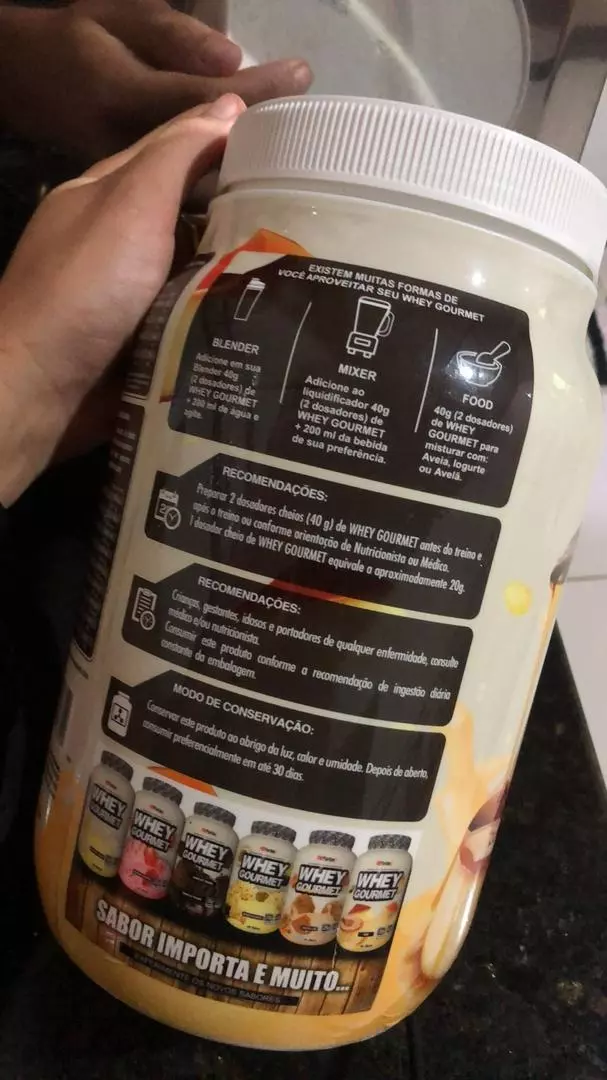 EXISTEM MUITAS FORMAS DE
VOCÊ APROVEITAR SEU WHEY GOURMET
BLENDER
Adicione em sua
Blender 40g
(2 dosadores) de
WHEY GOURMET
+ 200 ml de água e
agite.
MIXER
Adicione ao
liquidificador 40g
(2 dosadores) de
WHEY GOURMET
+ 200 ml da bebida
de sua preferência.
FOOD
40g (2 dosadores)
de WHEY
GOURMET para
misturar com:
Aveia, Iogurte
ou Avelã.
RECOMENDAÇÕES:
Preparar 2 dosadores cheios (40 g) de WHEY GOURMET antes do treino e
após o treino ou conforme orientação de Nutricionista ou Médico.
1 dosador cheio de WHEY GOURMET equivale a aproximadamente 20g.
RECOMENDAÇÕES:
Crianças, gestantes, idosos e portadores de qualquer enfermidade, consulte
médico e/ou nutricionista.
Consumir este produto conforme a recomendação de ingestão diária
constante da embalagem.
MODO DE CONSERVAÇÃO:
Conservar este produto ao abrigo da luz, calor e umidade. Depois de aberto,
consumir preferencialmente em até 30 dias.
WHEY
GOURMET
WHEY
GOURMET
WHEY
GOURMET
WHEY
GOURMET
WHEY
GOURMET
WHEY
GOURMET
SABOR IMPORTA E MUITO...
EXPERIMENTE OS NOVOS SABORES